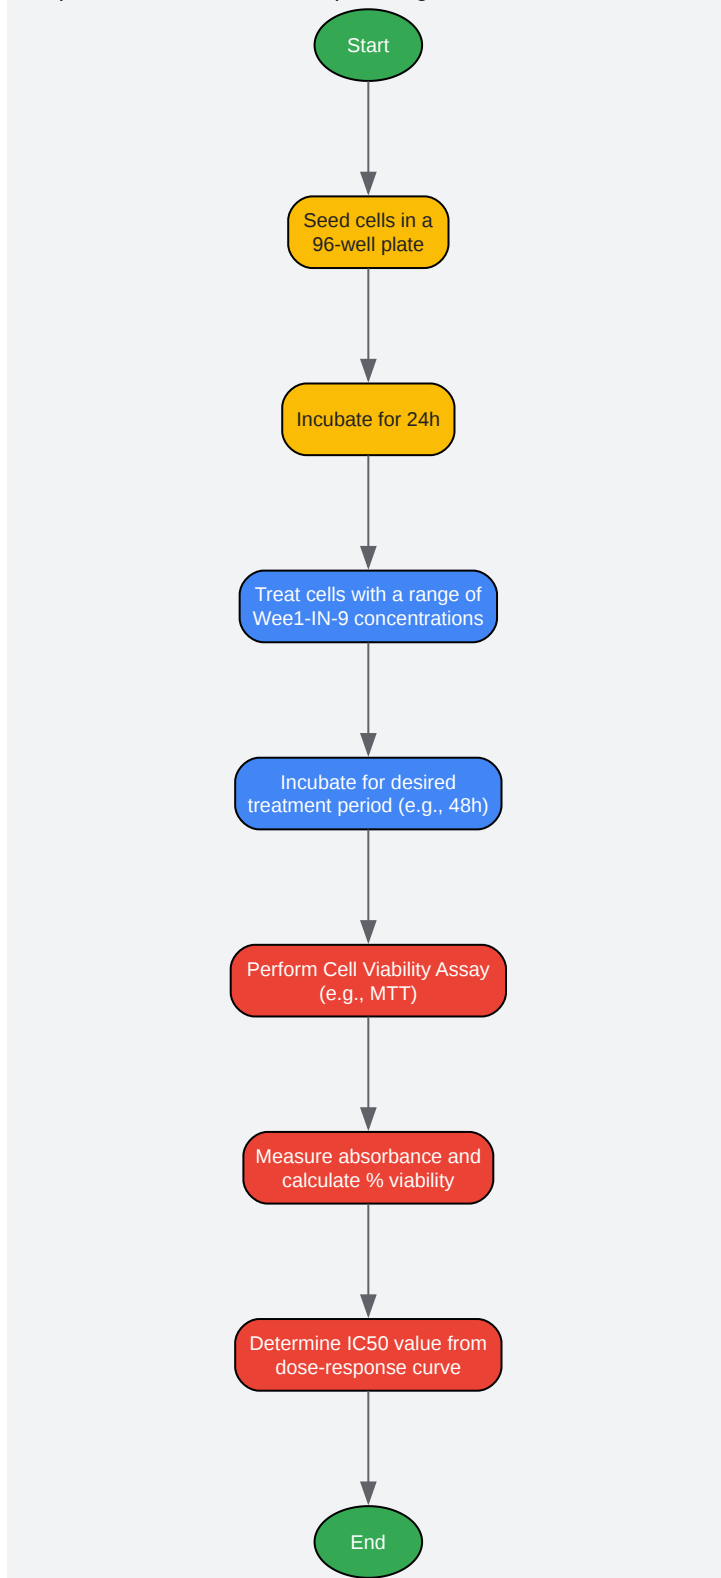 Start
Seed cells in a
96-well plate
Incubate for 24h
Treat cells with a range of
Wee1-IN-9 concentrations
Incubate for desired
treatment period (e.g., 48h)
Perform Cell Viability Assay
(e.g., MTT)
Measure absorbance and
calculate % viability
Determine IC50 value from
dose-response curve
End